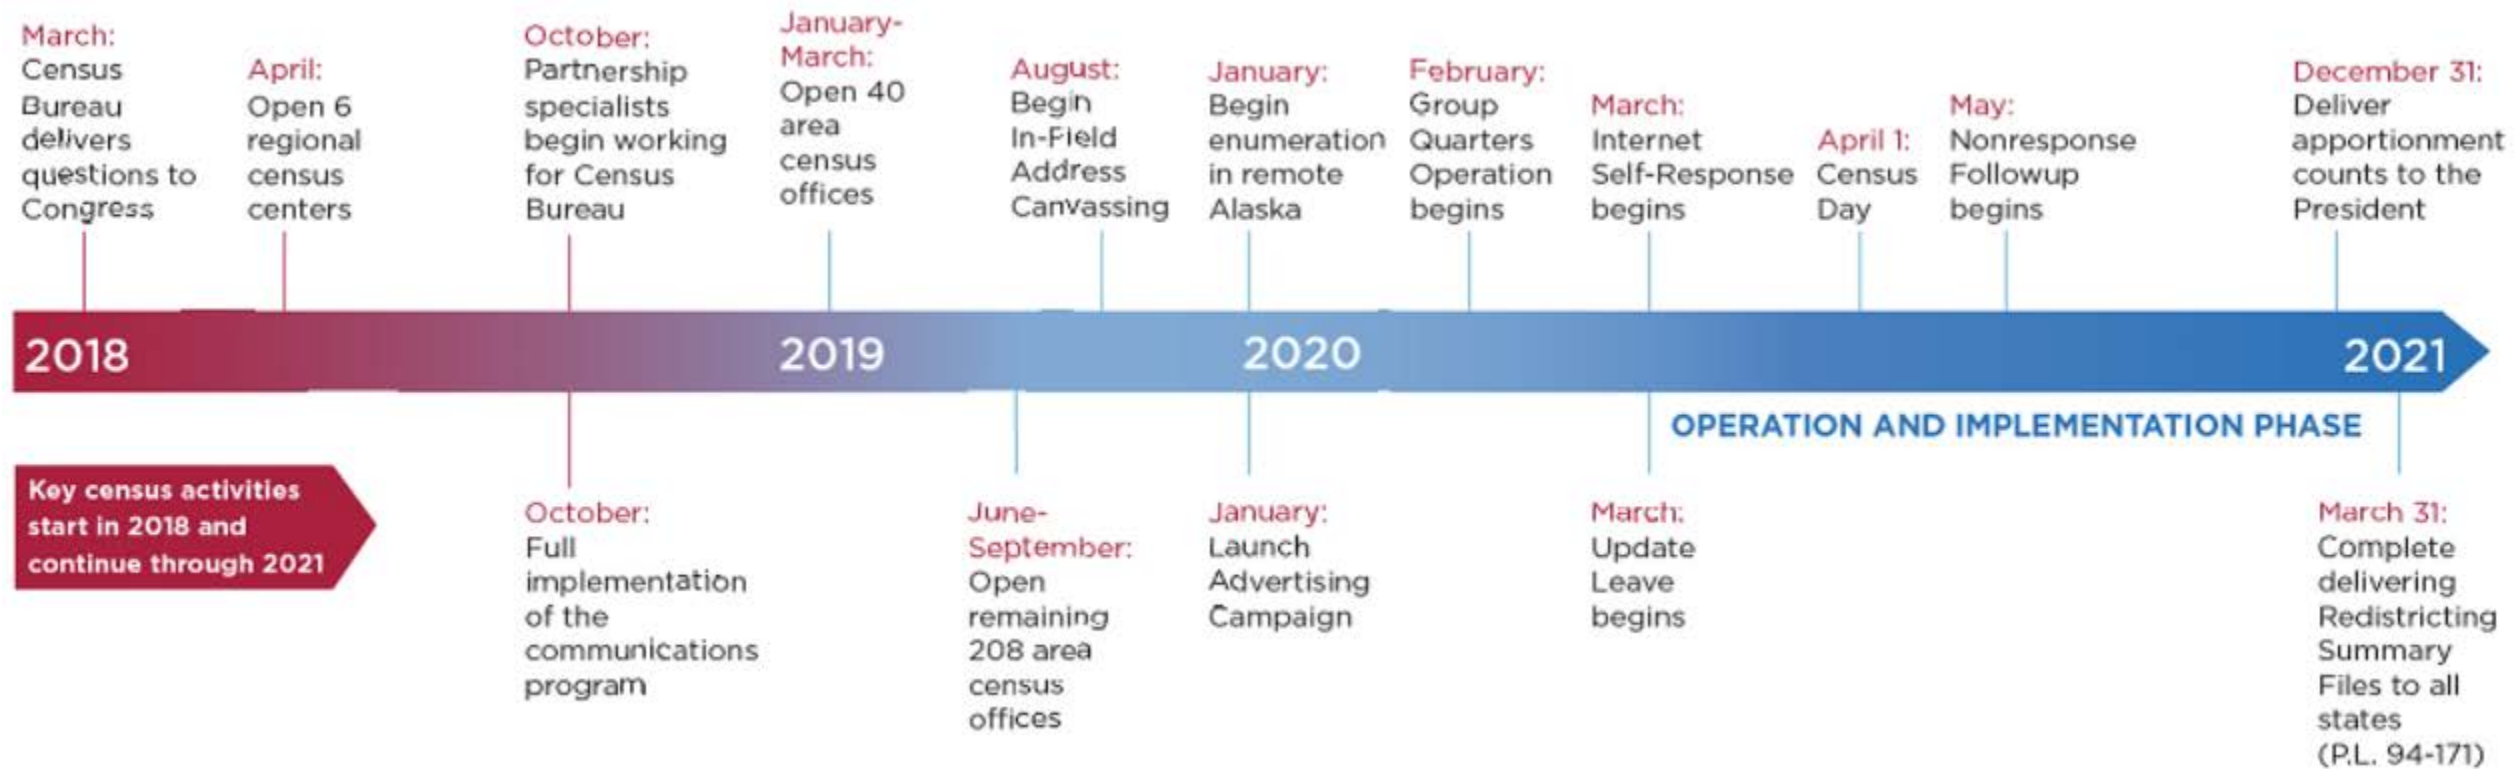 March:
Census
Bureau
delivers
questions to
Congress
April:
Open 6
regional
census
centers
October:
Partnership
specialists
begin working
for Census
Bureau
January-
March:
Open 40
area
census
offices
August:
Begin
In-Field
Address
Canvassing
January:
Begin
enumeration
in remote
Alaska
February:
Group
Quarters
Operation
begins
March:
Internet
Self-Response
begins
April 1:
Census
Day
May:
Nonresponse
Followup
begins
December 31:
Deliver
apportionment
counts to the
President
2018
2019
2020
2021
OPERATION AND IMPLEMENTATION PHASE
Key census activities
start in 2018 and
continue through 2021
October:
Full
implementation
of the
communications
program
June-
September:
Open
remaining
208 area
census
offices
January:
Launch
Advertising
Campaign
March:
Update
Leave
begins
March 31:
Complete
delivering
Redistricting
Summary
Files to all
states
(P.L. 94-171)